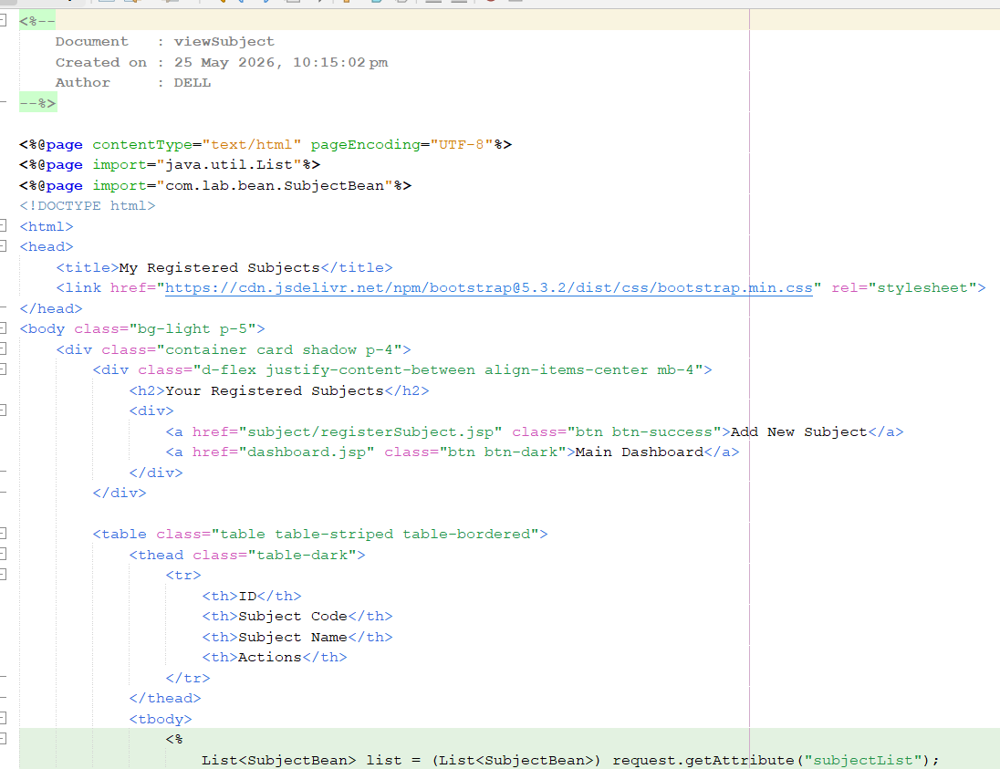 <%--
    Document   : viewSubject
    Created on : 25 May 2026, 10:15:02 pm
    Author     : DELL
--%>

<%@page contentType="text/html" pageEncoding="UTF-8"%>
<%@page import="java.util.List"%>
<%@page import="com.lab.bean.SubjectBean"%>
<!DOCTYPE html>
<html>
<head>
    <title>My Registered Subjects</title>
    <link href="https://cdn.jsdelivr.net/npm/bootstrap@5.3.2/dist/css/bootstrap.min.css" rel="stylesheet">
</head>
<body class="bg-light p-5">
    <div class="container card shadow p-4">
        <div class="d-flex justify-content-between align-items-center mb-4">
            <h2>Your Registered Subjects</h2>
            <div>
                <a href="subject/registerSubject.jsp" class="btn btn-success">Add New Subject</a>
                <a href="dashboard.jsp" class="btn btn-dark">Main Dashboard</a>
            </div>
        </div>

        <table class="table table-striped table-bordered">
            <thead class="table-dark">
                <tr>
                    <th>ID</th>
                    <th>Subject Code</th>
                    <th>Subject Name</th>
                    <th>Actions</th>
                </tr>
            </thead>
            <tbody>
                <%
                    List<SubjectBean> list = (List<SubjectBean>) request.getAttribute("subjectList");